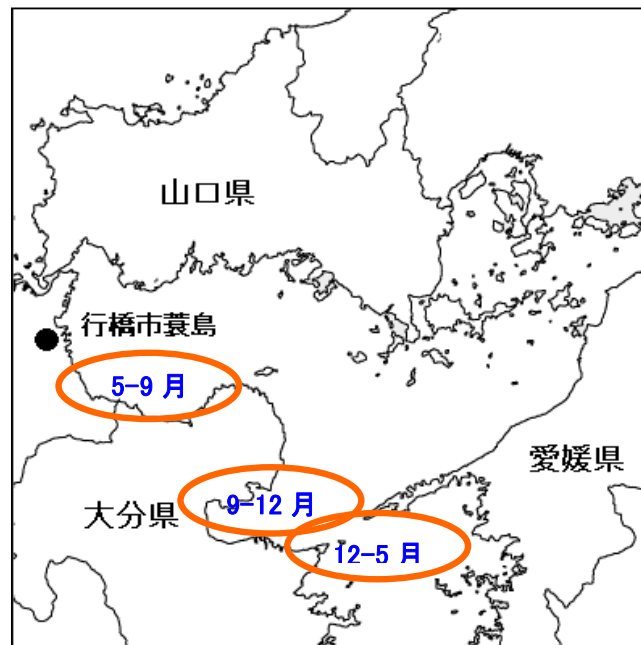 山口県
行橋市蓑島
5-9 月
愛媛県
9-12 月
大分県
12-5 月